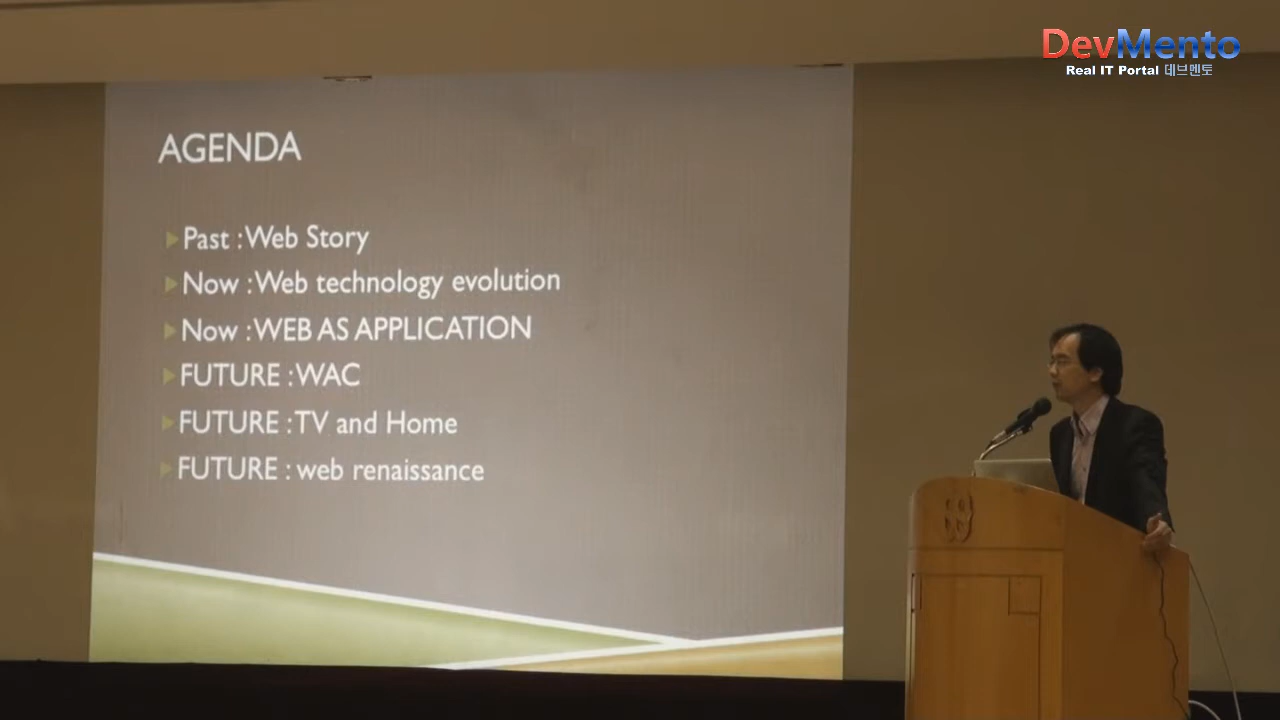 DevMento
Real IT Portal 데브멘토
AGENDA
Past : Web Story
Now : Web technology evolution
Now : WEB AS APPLICATION
FUTURE : WAC
FUTURE : TV and Home
FUTURE : web renaissance